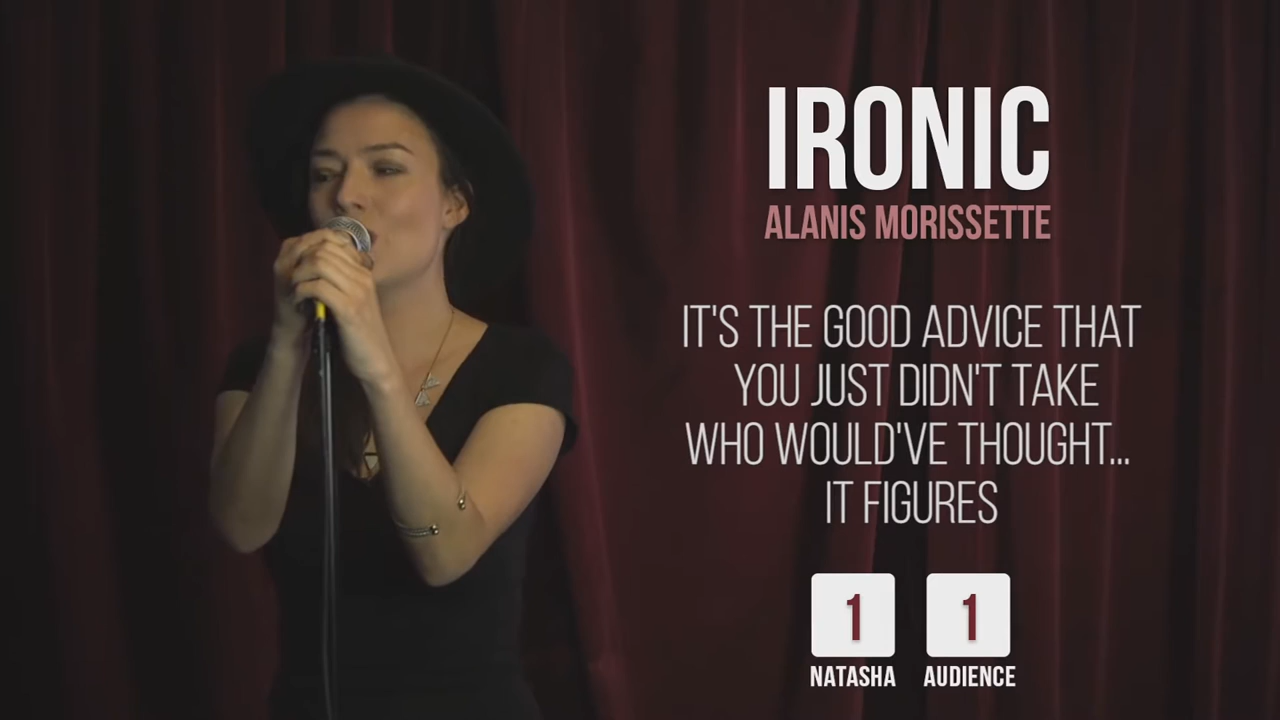 IRONIC
ALANIS MORISSETTE
IT'S THE GOOD ADVICE THAT
YOU JUST DIDN'T TAKE
WHO WOULD'VE THOUGHT...
IT FIGURES
1 1
NATASHA AUDIENCE